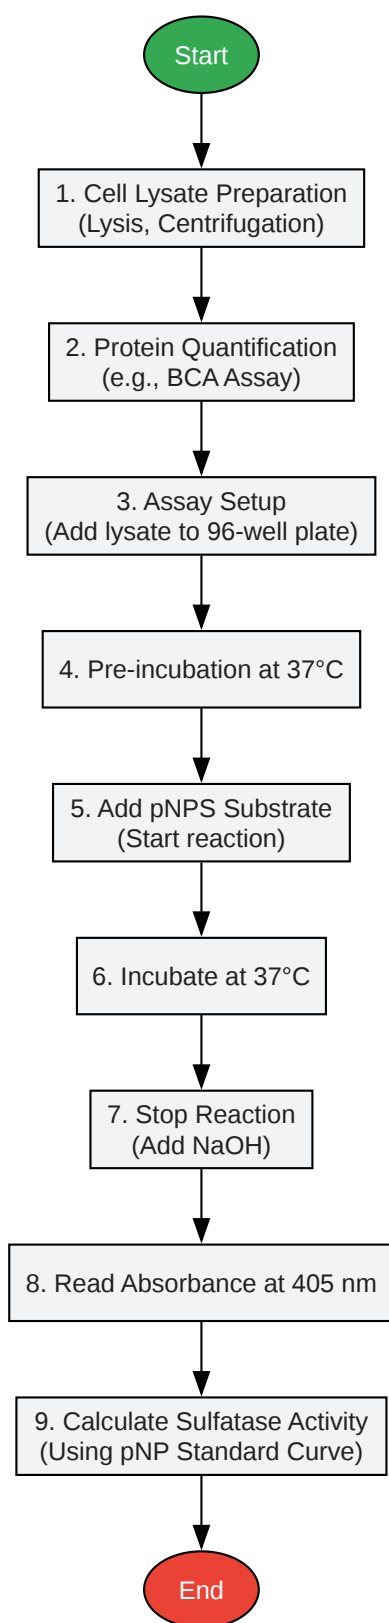 Start
1. Cell Lysate Preparation
(Lysis, Centrifugation)
2. Protein Quantification
(e.g., BCA Assay)
3. Assay Setup
(Add lysate to 96-well plate)
4. Pre-incubation at 37°C
5. Add pNPS Substrate
(Start reaction)
6. Incubate at 37°C
7. Stop Reaction
(Add NaOH)
8. Read Absorbance at 405 nm
9. Calculate Sulfatase Activity
(Using pNP Standard Curve)
End